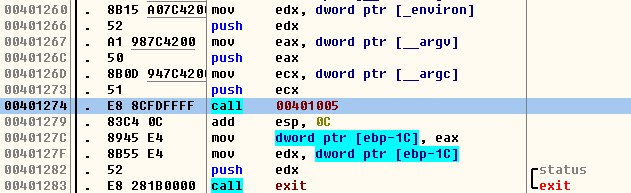 00401260 . 8B15 A07C4200 mov edx, dword ptr [_environ]
00401266 . 52 push edx
00401267 . A1 987C4200 mov eax, dword ptr [__argv]
0040126C . 50 push eax
0040126D . 8B0D 947C4200 mov ecx, dword ptr [__argc]
00401273 . 51 push ecx
00401274 . E8 8CFDFFFF call 00401005
00401279 . 83C4 0C add esp, 0C
0040127C . 8945 E4 mov dword ptr [ebp-1C], eax
0040127F . 8B55 E4 mov edx, dword ptr [ebp-1C]
00401282 . 52 push edx status
00401283 . E8 281B0000 call exit exit